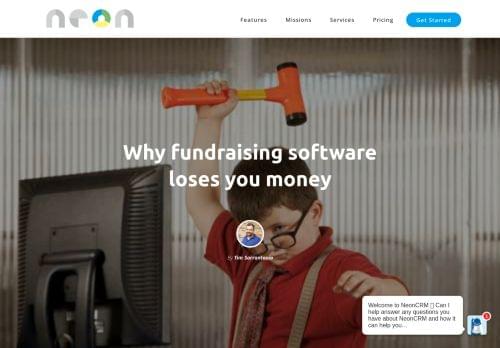 neon
Features
Missions
Services
Pricing
Get Started
Why fundraising software
loses you money
By Tim Sarrantonio
Welcome to NeonCRM Can I
help answer any questions you
have about NeonCRM and how it
can help you...
1